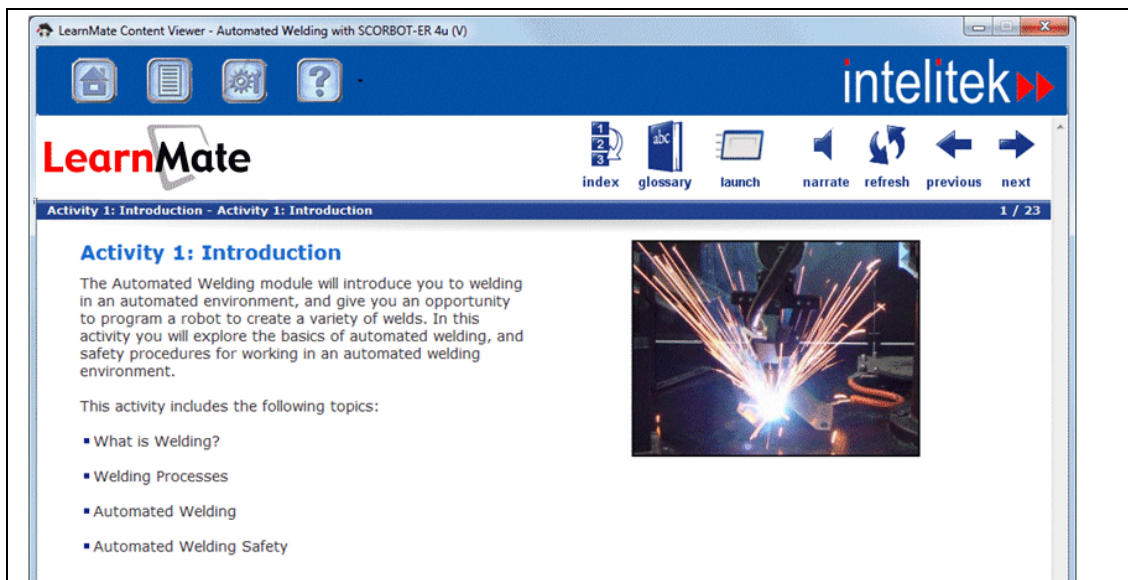 LearnMate Content Viewer - Automated Welding with SCORBOT-ER 4u (V)
?
intelitek
LearnMate
1
2
3
abc
index glossary launch narrate refresh previous next
Activity 1: Introduction - Activity 1: Introduction 1 / 23
Activity 1: Introduction
The Automated Welding module will introduce you to welding
in an automated environment, and give you an opportunity
to program a robot to create a variety of welds. In this
activity you will explore the basics of automated welding, and
safety procedures for working in an automated welding
environment.
This activity includes the following topics:
▪ What is Welding?
▪ Welding Processes
▪ Automated Welding
▪ Automated Welding Safety